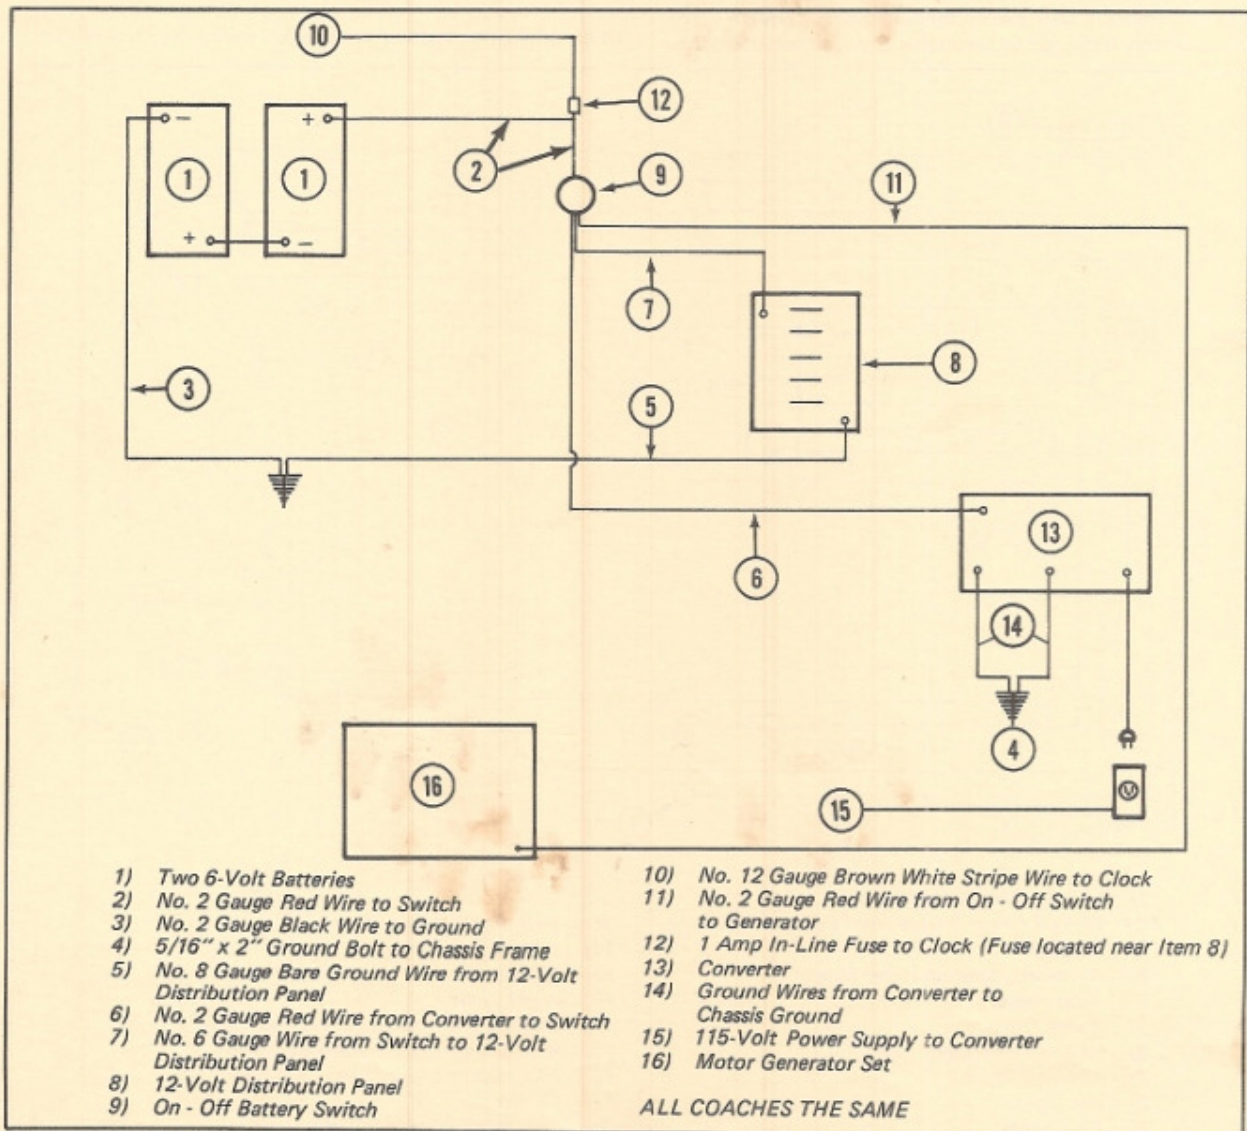 10
12
- +
1 1
2
9
11
+ -
7
3
8
5
13
6
14
4
16
15
1) Two 6-Volt Batteries
2) No. 2 Gauge Red Wire to Switch
3) No. 2 Gauge Black Wire to Ground
4) 5/16" x 2" Ground Bolt to Chassis Frame
5) No. 8 Gauge Bare Ground Wire from 12-Volt
Distribution Panel
6) No. 2 Gauge Red Wire from Converter to Switch
7) No. 6 Gauge Wire from Switch to 12-Volt
Distribution Panel
8) 12-Volt Distribution Panel
9) On - Off Battery Switch
10) No. 12 Gauge Brown White Stripe Wire to Clock
11) No. 2 Gauge Red Wire from On - Off Switch
to Generator
12) 1 Amp In-Line Fuse to Clock (Fuse located near Item 8)
13) Converter
14) Ground Wires from Converter to
Chassis Ground
15) 115-Volt Power Supply to Converter
16) Motor Generator Set
ALL COACHES THE SAME